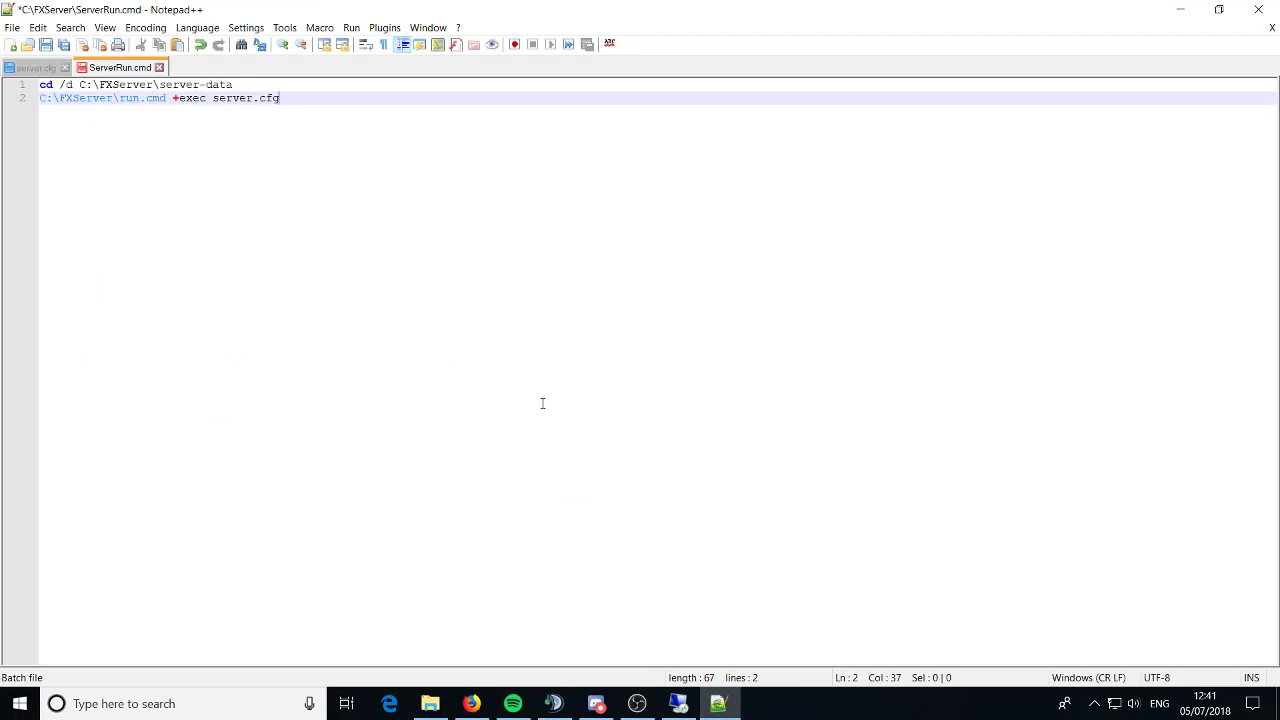 *C:\FXServer\ServerRun.cmd - Notepad++
File Edit Search View Encoding Language Settings Tools Macro Run Plugins Window ? X
server.cfg ServerRun.cmd
1 cd /d C:\FXServer\server-data
2 C:\FXServer\run.cmd +exec server.cfg
Batch file length : 67 lines : 2 Ln : 2 Col : 37 Sel : 0 | 0 Windows (CR LF) UTF-8 INS
Type here to search ENG 12:41
05/07/2018